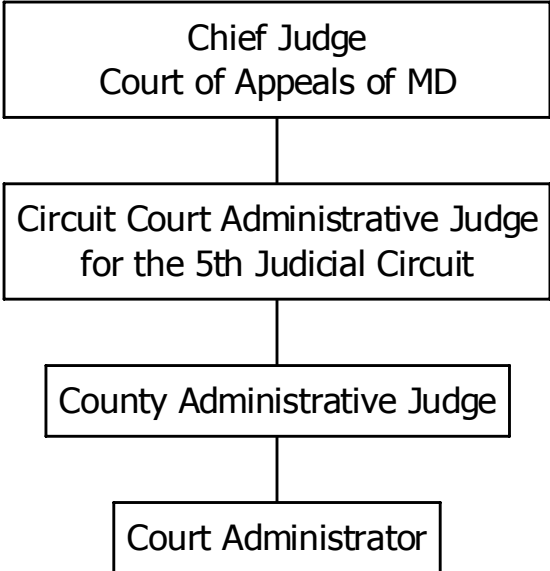 Chief Judge
Court of Appeals of MD
Circuit Court Administrative Judge
for the 5th Judicial Circuit
County Administrative Judge
Court Administrator